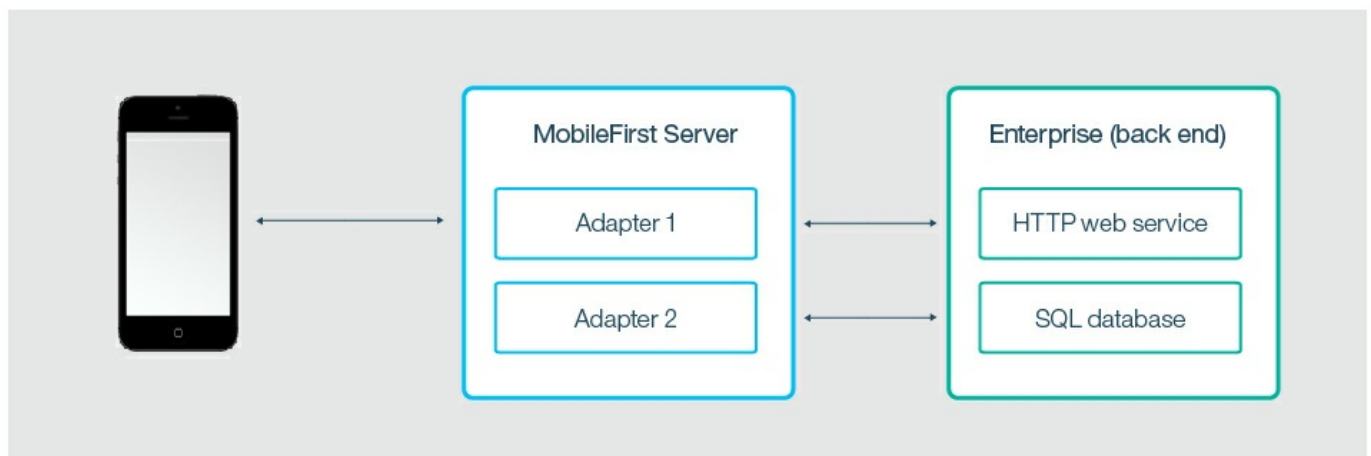 MobileFirst Server
Adapter 1
Adapter 2
Enterprise (back end)
HTTP web service
SQL database